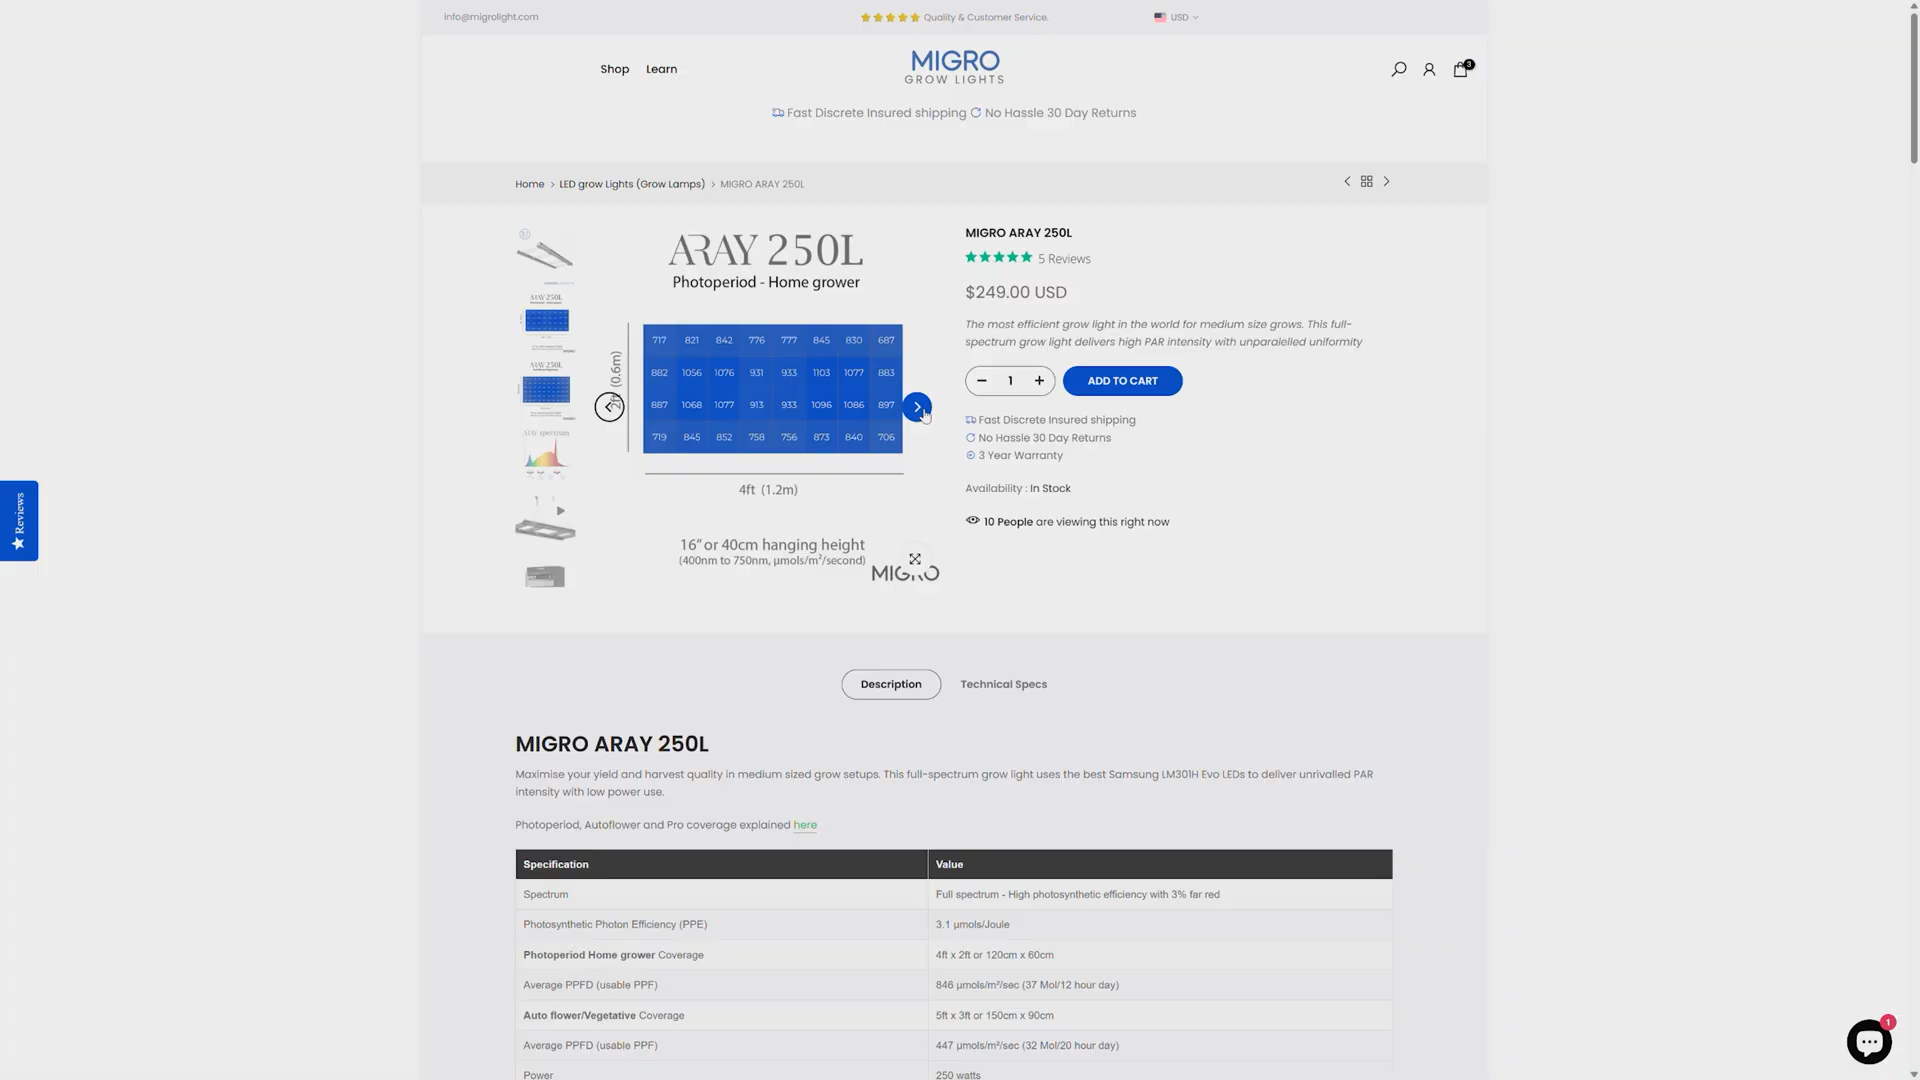 info@migrolight.com
Quality & Customer Service.
USD
Shop
Learn
MIGRO
GROW LIGHTS
3
Fast Discrete Insured shipping
No Hassle 30 Day Returns
Home > LED grow Lights (Grow Lamps) > MIGRO ARAY 250L
ARAY 250L
Photoperiod - Home grower
2ft (0.6m)
717 821 842 776 777 845 830 687
882 1056 1076 931 933 1103 1077 883
887 1068 1077 913 933 1096 1086 897
719 845 852 758 756 873 840 706
4ft (1.2m)
16” or 40cm hanging height
(400nm to 750nm, µmols/m²/second)
MIGRO
ARAY 250L
ARAY 250L
ARAY spectrum
MIGRO ARAY 250L
5 Reviews
$249.00 USD
The most efficient grow light in the world for medium size grows. This full-
spectrum grow light delivers high PAR intensity with unparalelled uniformity
− 1 +
ADD TO CART
Fast Discrete Insured shipping
No Hassle 30 Day Returns
3 Year Warranty
Availability : In Stock
10 People are viewing this right now
★ Reviews
Description
Technical Specs
MIGRO ARAY 250L
Maximise your yield and harvest quality in medium sized grow setups. This full-spectrum grow light uses the best Samsung LM301H Evo LEDs to deliver unrivalled PAR
intensity with low power use.
Photoperiod, Autoflower and Pro coverage explained here
Specification Value
Spectrum Full spectrum - High photosynthetic efficiency with 3% far red
Photosynthetic Photon Efficiency (PPE) 3.1 µmols/Joule
Photoperiod Home grower Coverage 4ft x 2ft or 120cm x 60cm
Average PPFD (usable PPF) 846 µmols/m²/sec (37 Mol/12 hour day)
Auto flower/Vegetative Coverage 5ft x 3ft or 150cm x 90cm
Average PPFD (usable PPF) 447 µmols/m²/sec (32 Mol/20 hour day)
Power 250 watts
1